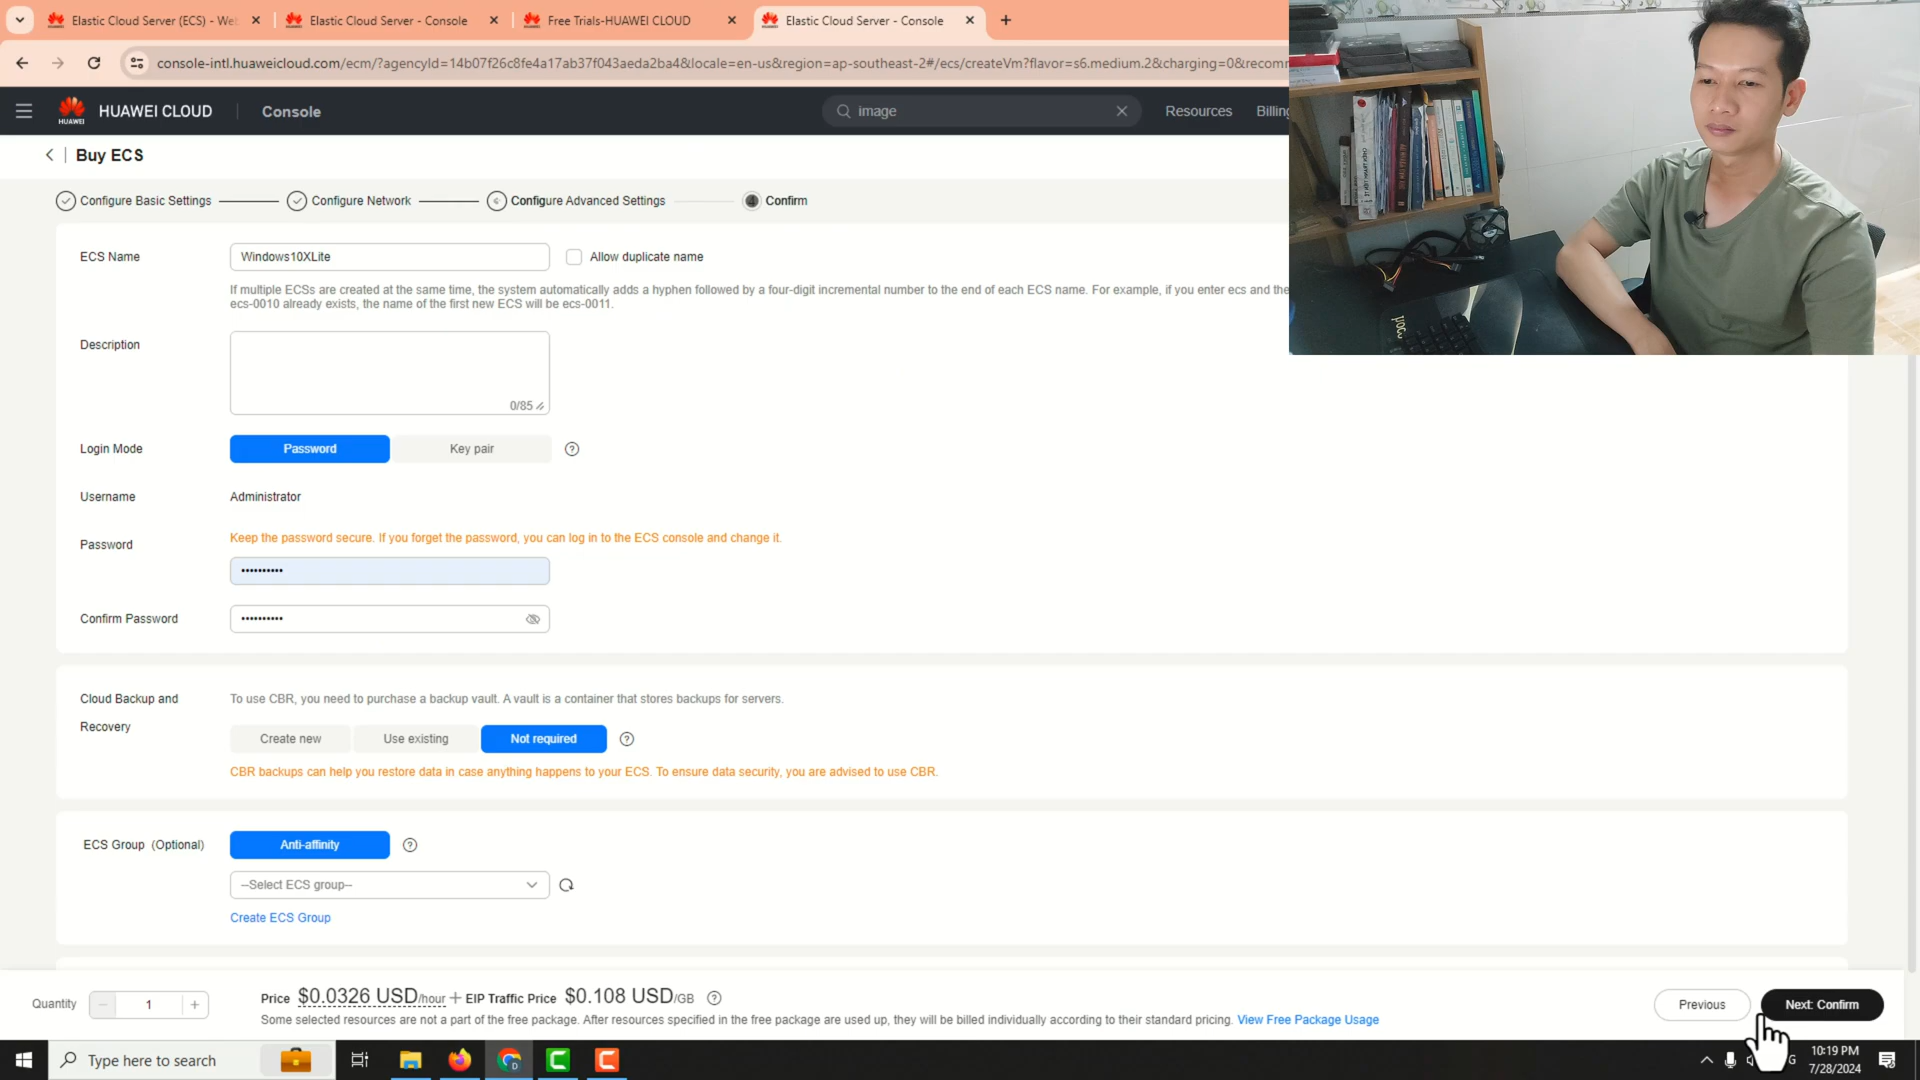 Elastic Cloud Server (ECS) - We
Elastic Cloud Server - Console
Free Trials-HUAWEI CLOUD
Elastic Cloud Server - Console
console-intl.huaweicloud.com/ecm/?agencyId=14b07f26c8fe4a17ab37f043aeda2ba4&locale=en-us&region=ap-southeast-2#/ecs/createVm?flavor=s6.medium.2&charging=0&recom
HUAWEI
HUAWEI CLOUD
Console
image
Resources
Billing
Buy ECS
Configure Basic Settings
Configure Network
Configure Advanced Settings
4 Confirm
ECS Name
Windows10XLite
Allow duplicate name
If multiple ECSs are created at the same time, the system automatically adds a hyphen followed by a four-digit incremental number to the end of each ECS name. For example, if you enter ecs and the
ecs-0010 already exists, the name of the first new ECS will be ecs-0011.
Description
0/85
Login Mode
Password
Key pair
Username
Administrator
Password
Keep the password secure. If you forget the password, you can log in to the ECS console and change it.
••••••••••
Confirm Password
••••••••••
Cloud Backup and
Recovery
To use CBR, you need to purchase a backup vault. A vault is a container that stores backups for servers.
Create new
Use existing
Not required
CBR backups can help you restore data in case anything happens to your ECS. To ensure data security, you are advised to use CBR.
ECS Group (Optional)
Anti-affinity
--Select ECS group--
Create ECS Group
Quantity
1
Price $0.0326 USD/hour + EIP Traffic Price $0.108 USD/GB
Some selected resources are not a part of the free package. After resources specified in the free package are used up, they will be billed individually according to their standard pricing. View Free Package Usage
Previous
Next: Confirm
Type here to search
10:19 PM
7/28/2024